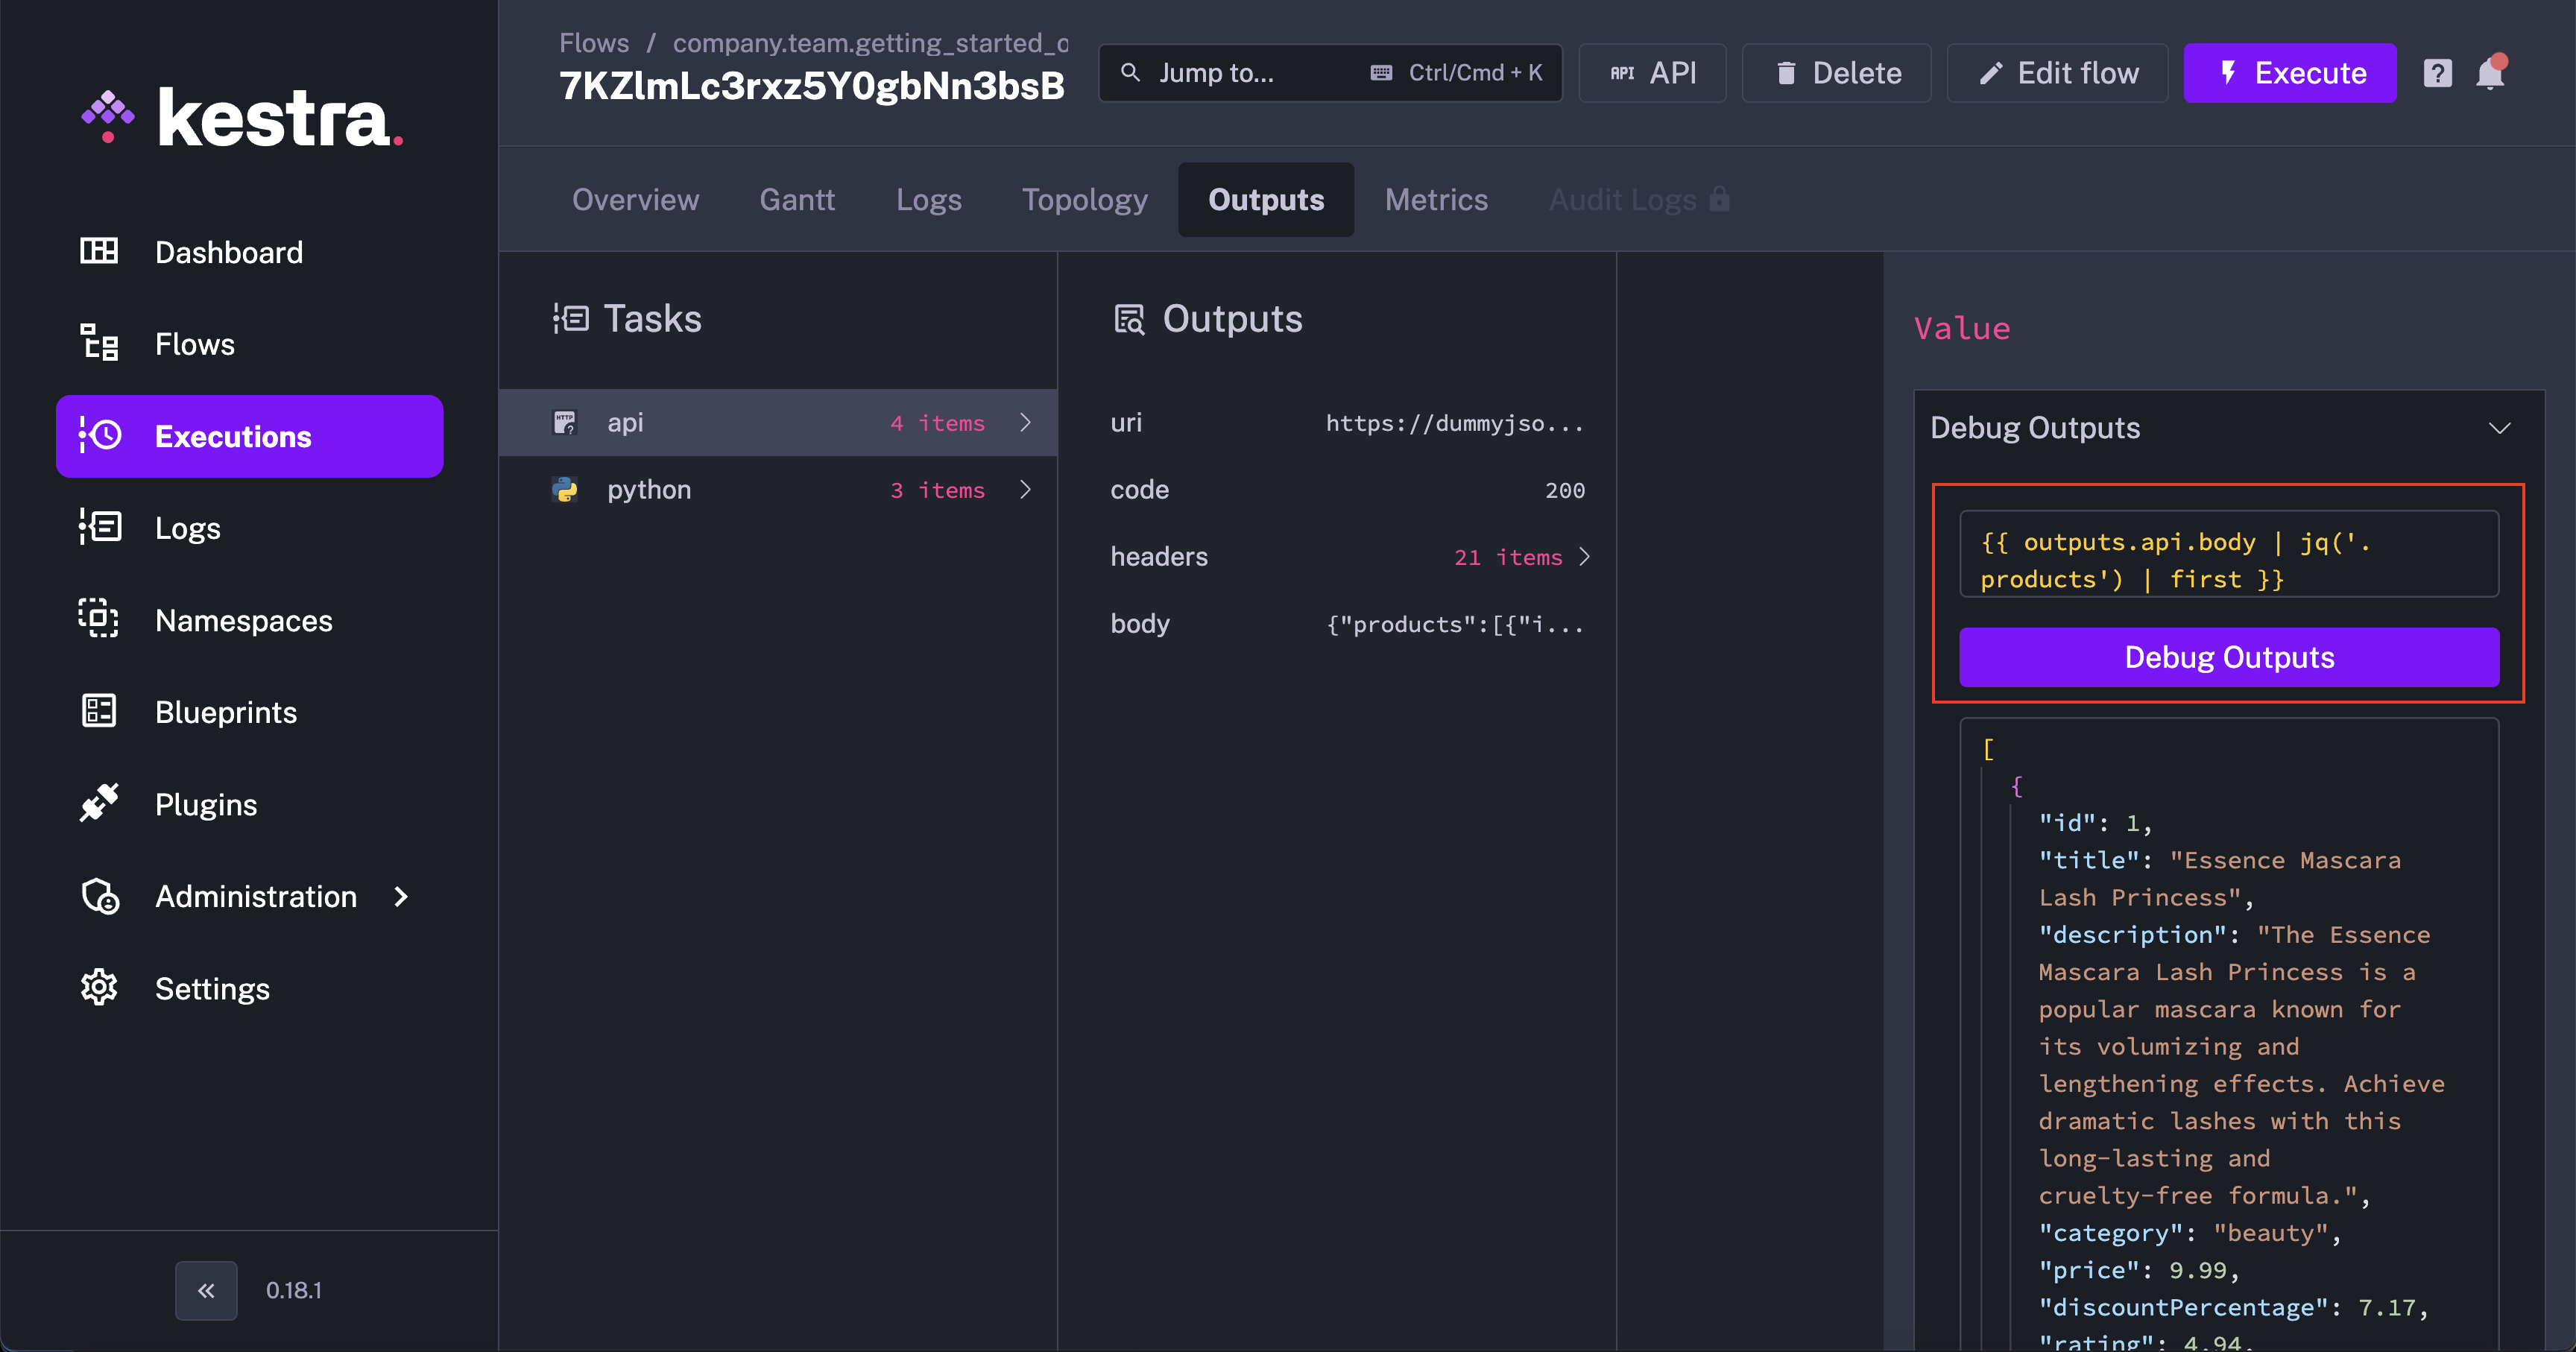 kestra.
Dashboard
Flows
Executions
Logs
Namespaces
Blueprints
Plugins
Administration
Settings
0.18.1
Flows / company.team.getting_started_o
7KZlmLc3rxz5Y0gbNn3bsB
Jump to... Ctrl/Cmd + K
API API
Delete
Edit flow
Execute
?
Overview Gantt Logs Topology Outputs Metrics Audit Logs
Tasks
HTTP ? api 4 items
python 3 items
Outputs
uri https://dummyjso...
code 200
headers 21 items
body {"products":[{"i...
Value
Debug Outputs
{{ outputs.api.body | jq('.
products') | first }}
Debug Outputs
[
{
"id": 1,
"title": "Essence Mascara
Lash Princess",
"description": "The Essence
Mascara Lash Princess is a
popular mascara known for
its volumizing and
lengthening effects. Achieve
dramatic lashes with this
long-lasting and
cruelty-free formula.",
"category": "beauty",
"price": 9.99,
"discountPercentage": 7.17,
"rating": 4.94,